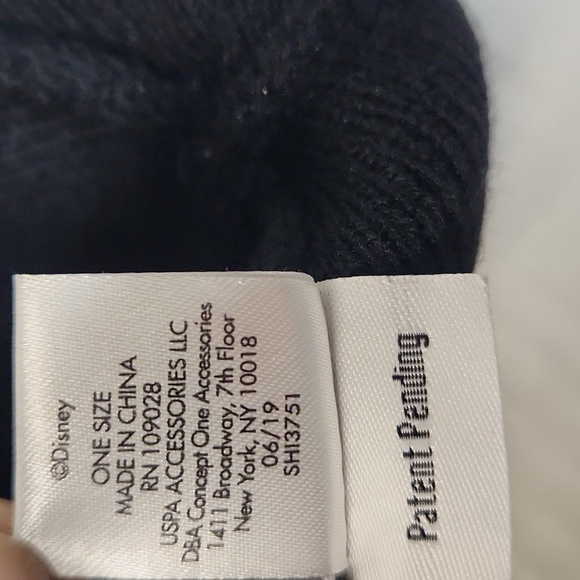 ©Disney
ONE SIZE
MADE IN CHINA
RN 109028
USPA ACCESSORIES LLC
DBA Concept One Accessories
1411 Broadway, 7th Floor
New York, NY 10018
06/19
SHI3751
Patent Pending